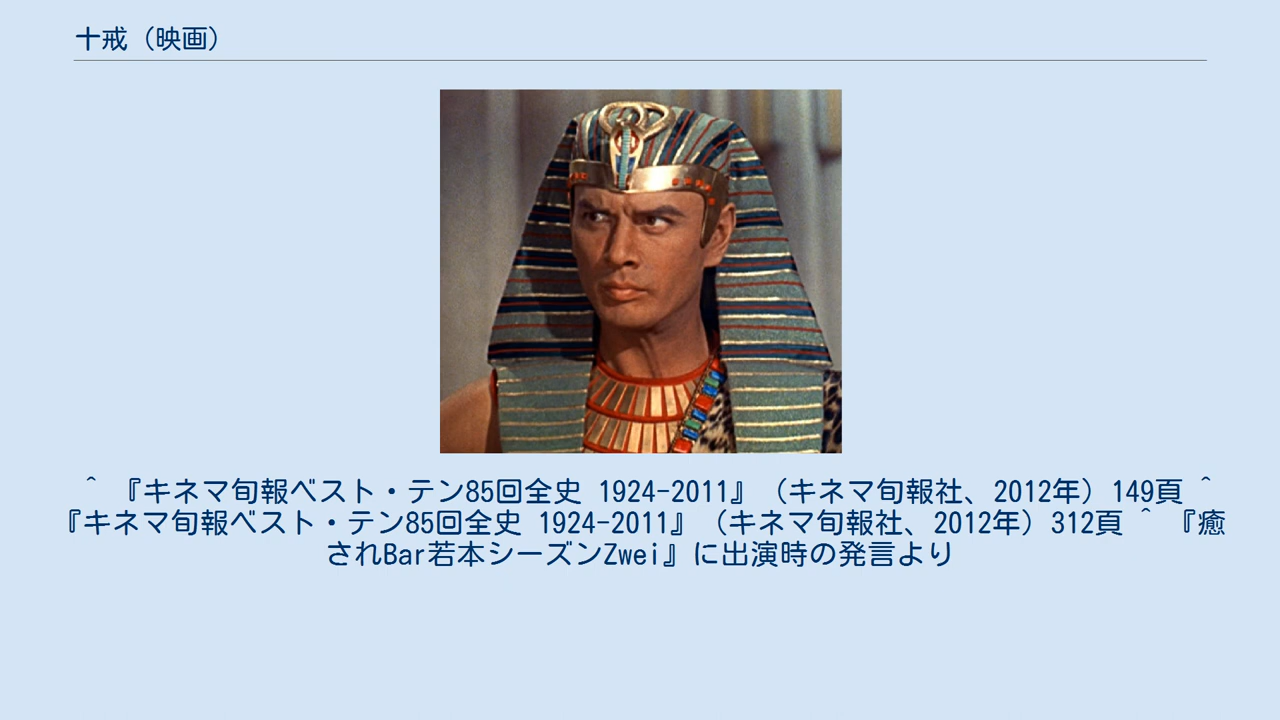 十戒（映画）
^ 『キネマ旬報ベスト・テン85回全史 1924-2011』（キネマ旬報社、2012年）149頁 ^
『キネマ旬報ベスト・テン85回全史 1924-2011』（キネマ旬報社、2012年）312頁 ^ 『癒
されBar若本シーズンZwei』に出演時の発言より